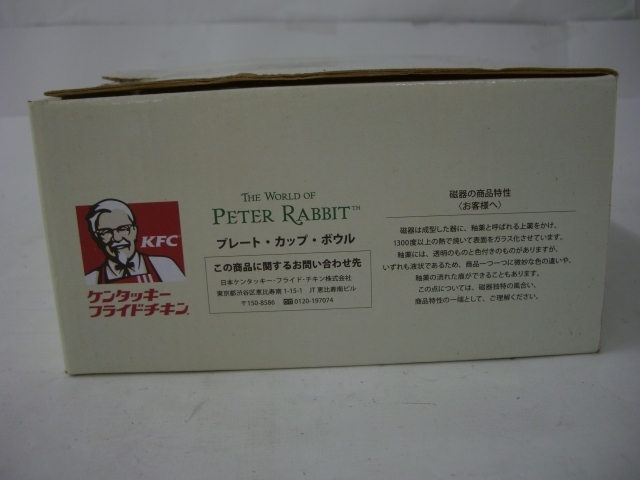 KFC
ケンタッキー
フライドチキン
THE WORLD OF
PETER RABBIT™
プレート・カップ・ボウル
この商品に関するお問い合わせ先
日本ケンタッキー・フライド・チキン株式会社
東京都渋谷区恵比寿南 1-15-1 JT 恵比寿南ビル
〒150-8586 0120-197074
磁器の商品特性
〈お客様へ〉
磁器は成型した器に、釉薬と呼ばれる上薬をかけ、
1300度以上の熱で焼いて表面をガラス化させています。
釉薬には、透明のものと色付きのものがありますが、
いずれも液状であるため、商品一つ一つに微妙な色の違いや、
釉薬の流れた痕ができることもあります。
この点については、磁器独特の風合い、
商品特性の一端として、ご理解ください。